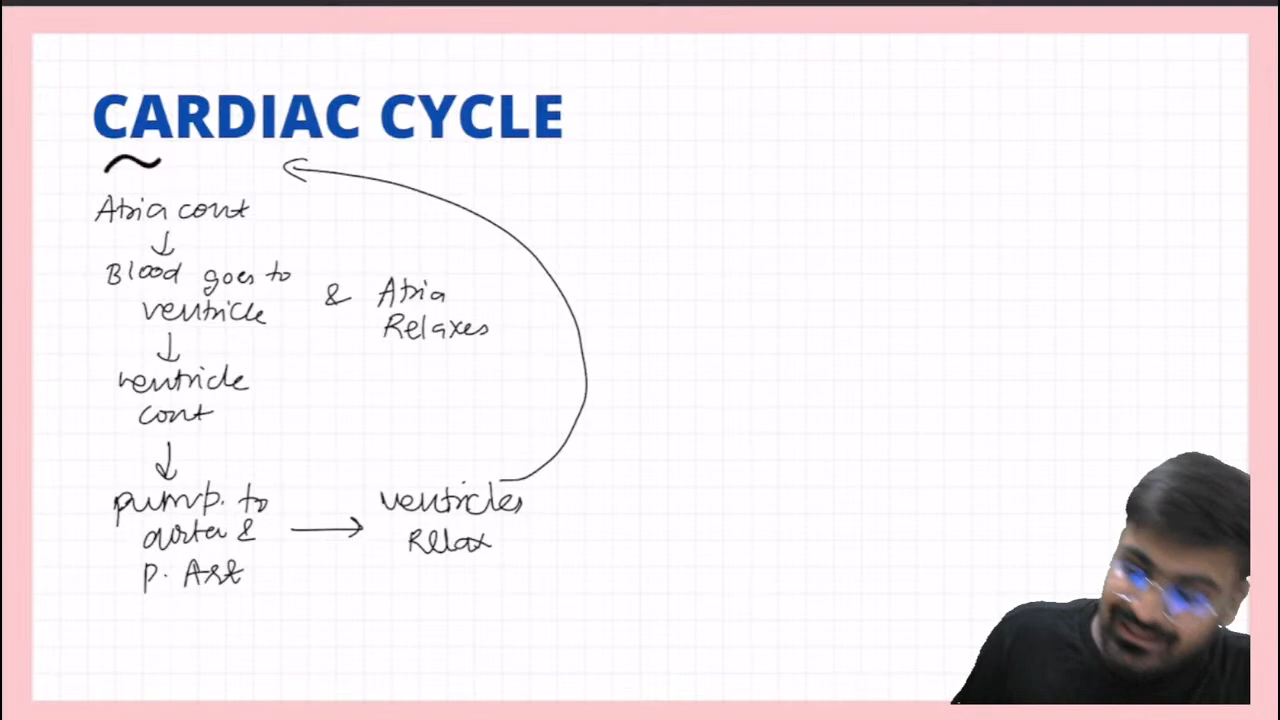 CARDIAC CYCLE
Atria cont
↓
Blood goes to
ventricle
& Atria
Relaxes
↓
ventricle
cont
↓
pump. to
aorta &
p. Art
→
ventricles
Relax